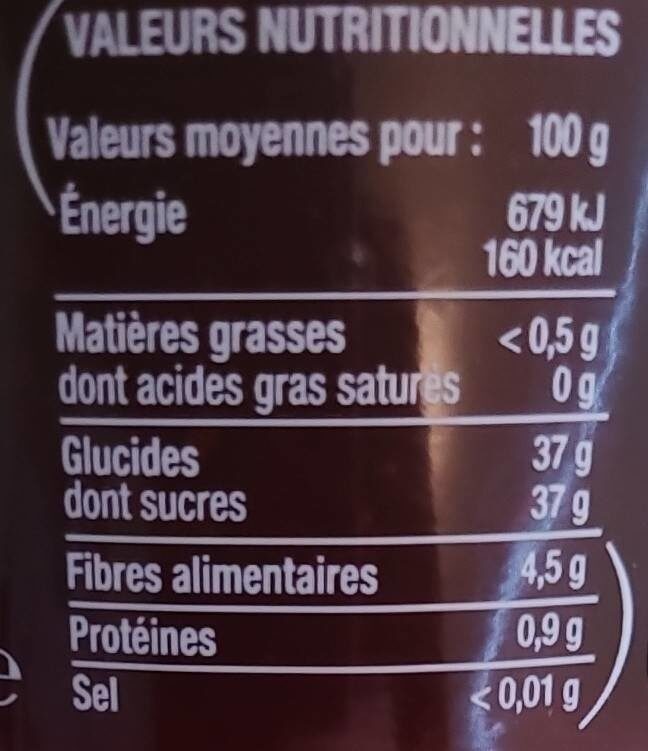 VALEURS NUTRITIONNELLES
Valeurs moyennes pour : 100 g
Énergie 679 kJ
160 kcal
Matières grasses <0,5 g
dont acides gras saturés 0 g
Glucides 37 g
dont sucres 37 g
Fibres alimentaires 4,5 g
Protéines 0,9 g
Sel <0,01 g